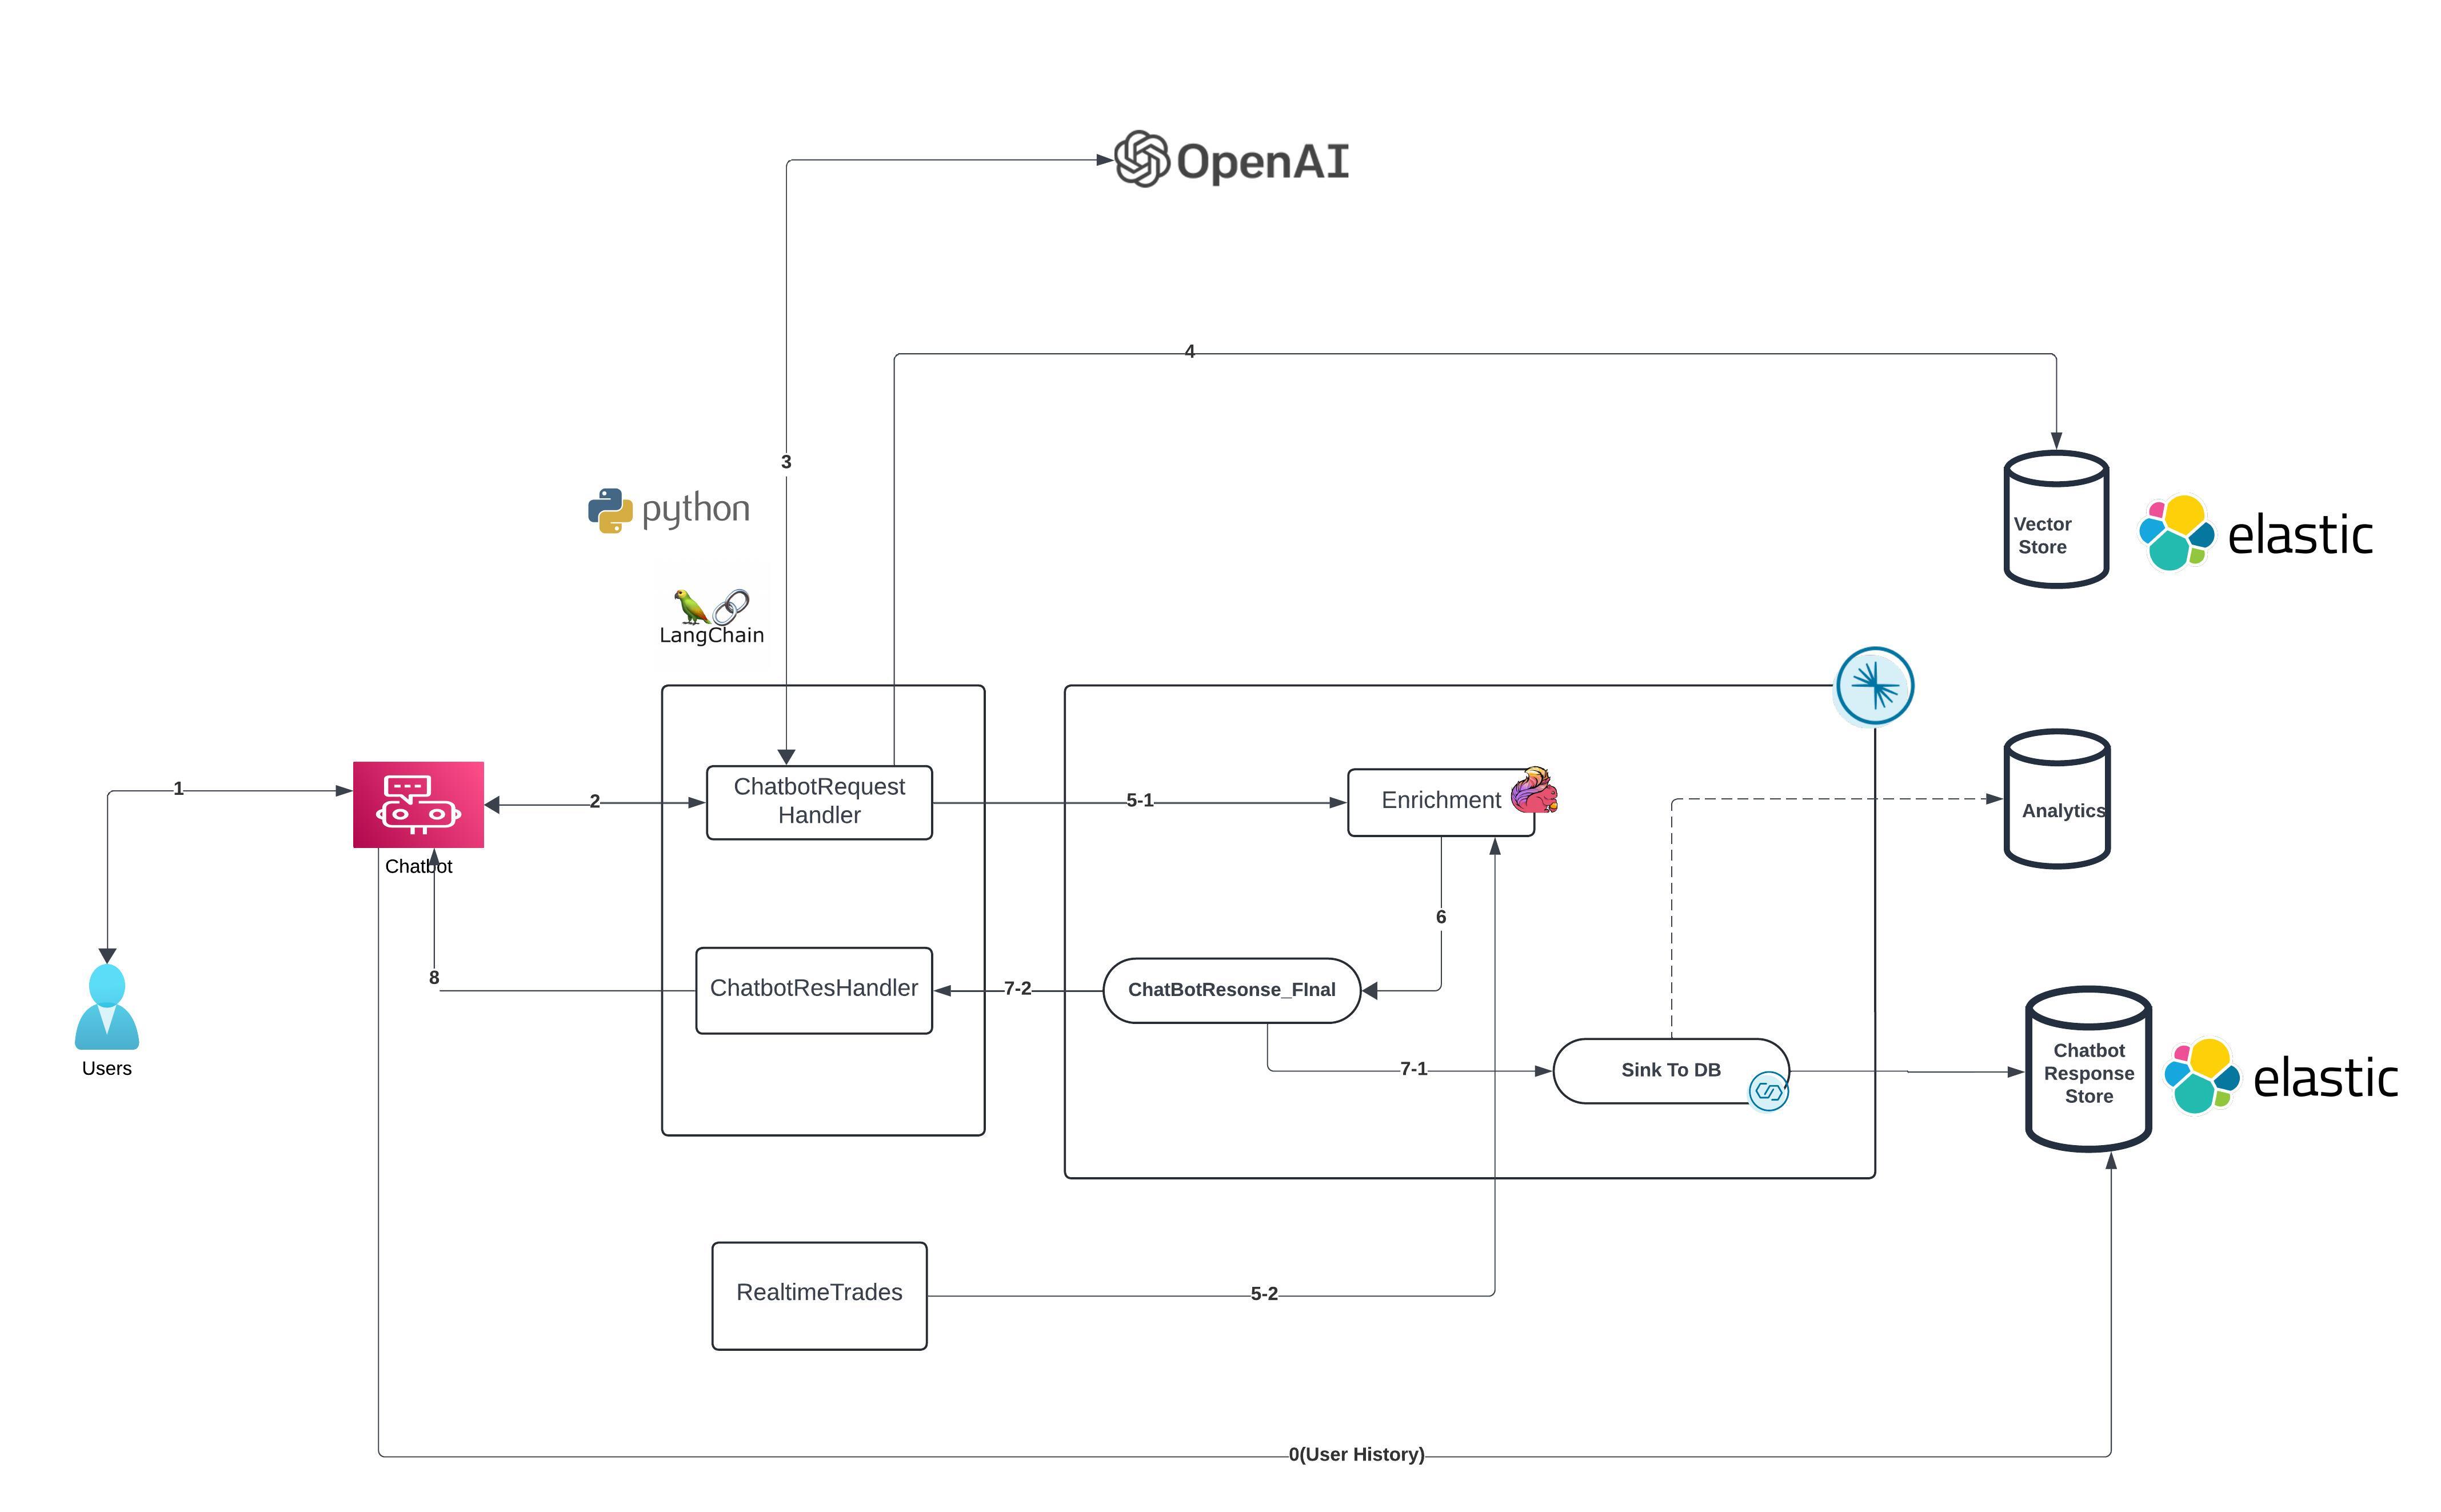 OpenAI
4
3
python
Vector
Store
elastic
LangChain
1
2
ChatbotRequest
Handler
5-1
Enrichment
Analytics
Chatbot
6
8
ChatbotResHandler
7-2
ChatBotResonse_FInal
Users
7-1
Sink To DB
Chatbot
Response
Store
elastic
RealtimeTrades
5-2
0(User History)